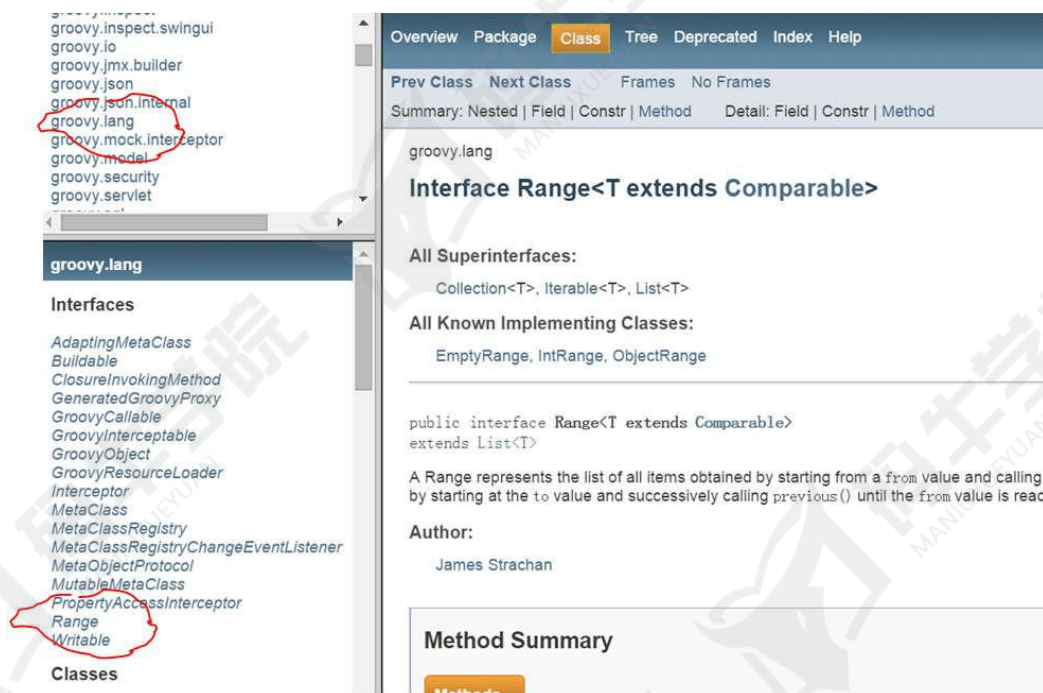 groovy.inspect.swingui
groovy.io
groovy.jmx.builder
groovy.json
groovy.json.internal
groovy.lang
groovy.mock.interceptor
groovy.model
groovy.security
groovy.servlet
groovy.lang
Interfaces
AdaptingMetaClass
Buildable
ClosureInvokingMethod
GeneratedGroovyProxy
GroovyCallable
GroovyInterceptable
GroovyObject
GroovyResourceLoader
Interceptor
MetaClass
MetaClassRegistry
MetaClassRegistryChangeEventListener
MetaObjectProtocol
MutableMetaClass
PropertyAccessInterceptor
Range
Writable
Classes
Overview Package Class Tree Deprecated Index Help
Prev Class Next Class Frames No Frames
Summary: Nested | Field | Constr | Method Detail: Field | Constr | Method
groovy.lang
Interface Range<T extends Comparable>
All Superinterfaces:
Collection<T>, Iterable<T>, List<T>
All Known Implementing Classes:
EmptyRange, IntRange, ObjectRange
public interface Range<T extends Comparable>
extends List<T>
A Range represents the list of all items obtained by starting from a from value and calling
by starting at the to value and successively calling previous() until the from value is reac
Author:
James Strachan
Method Summary
Methods